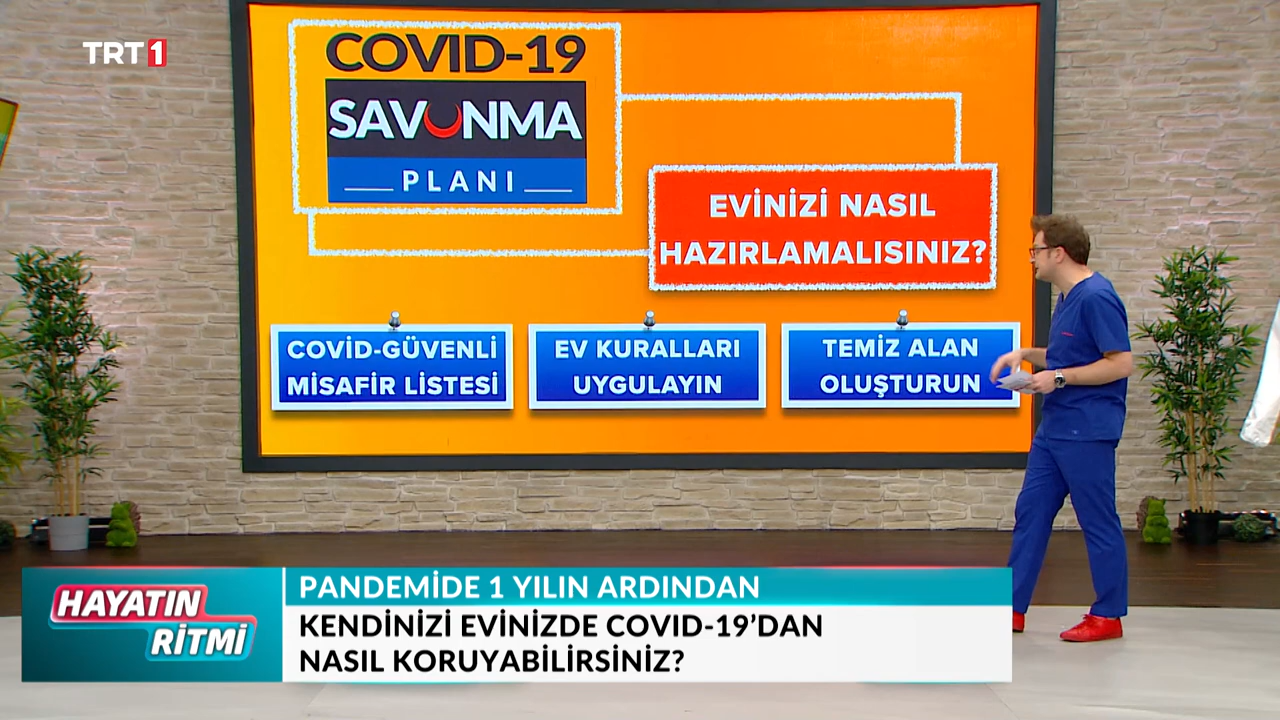 TRT 1
COVID-19
SAVUNMA
PLANI
EVİNİZİ NASIL
HAZIRLAMALISINIZ?
COVİD-GÜVENLİ
MİSAFİR LİSTESİ
EV KURALLARI
UYGULAYIN
TEMİZ ALAN
OLUŞTURUN
HAYATIN
RİTMİ
PANDEMİDE 1 YILIN ARDINDAN
KENDİNİZİ EVİNİZDE COVID-19'DAN
NASIL KORUYABİLİRSİNİZ?